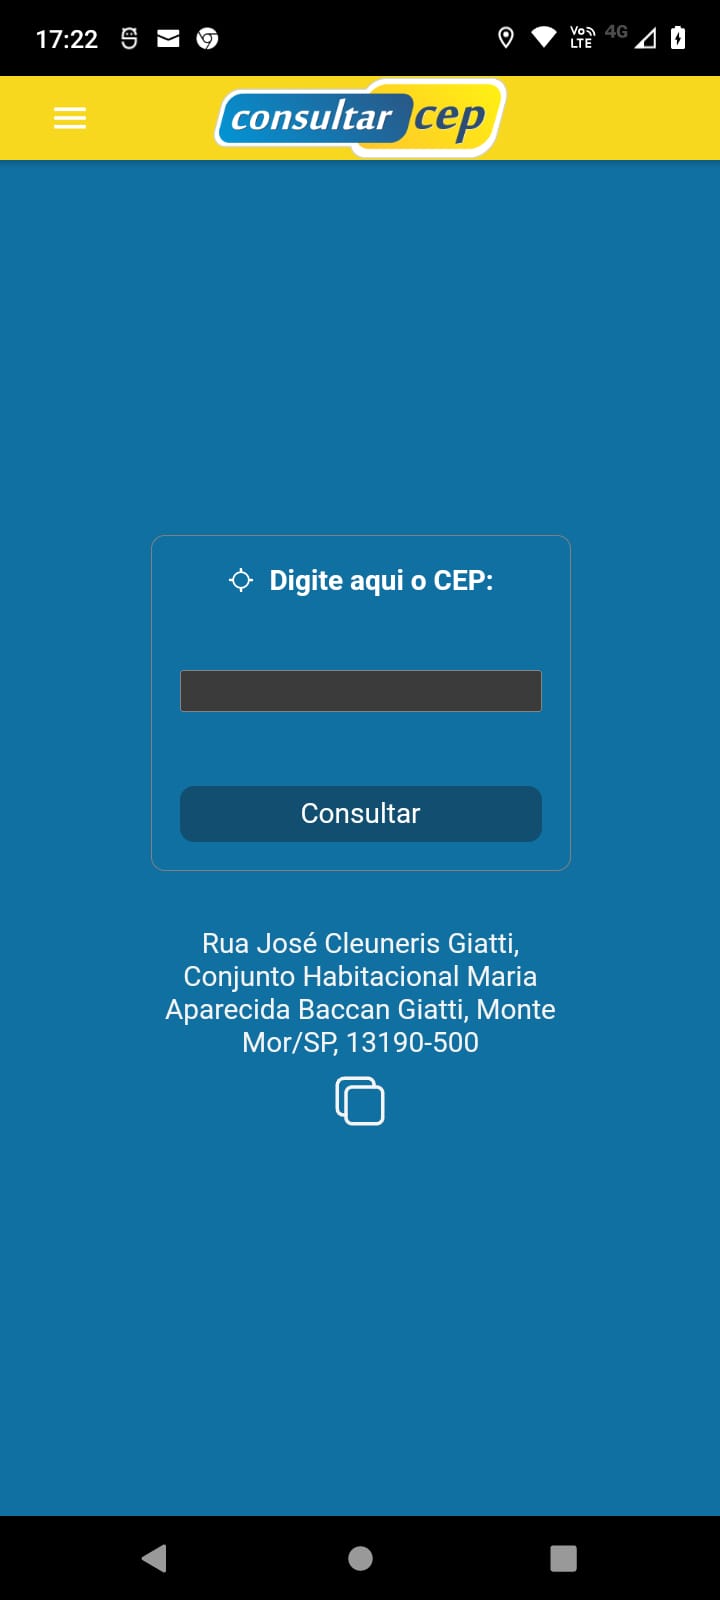 17:22
Vo LTE 4G
consultar cep
Digite aqui o CEP:
Consultar
Rua José Cleuneris Giatti,
Conjunto Habitacional Maria
Aparecida Baccan Giatti, Monte
Mor/SP, 13190-500